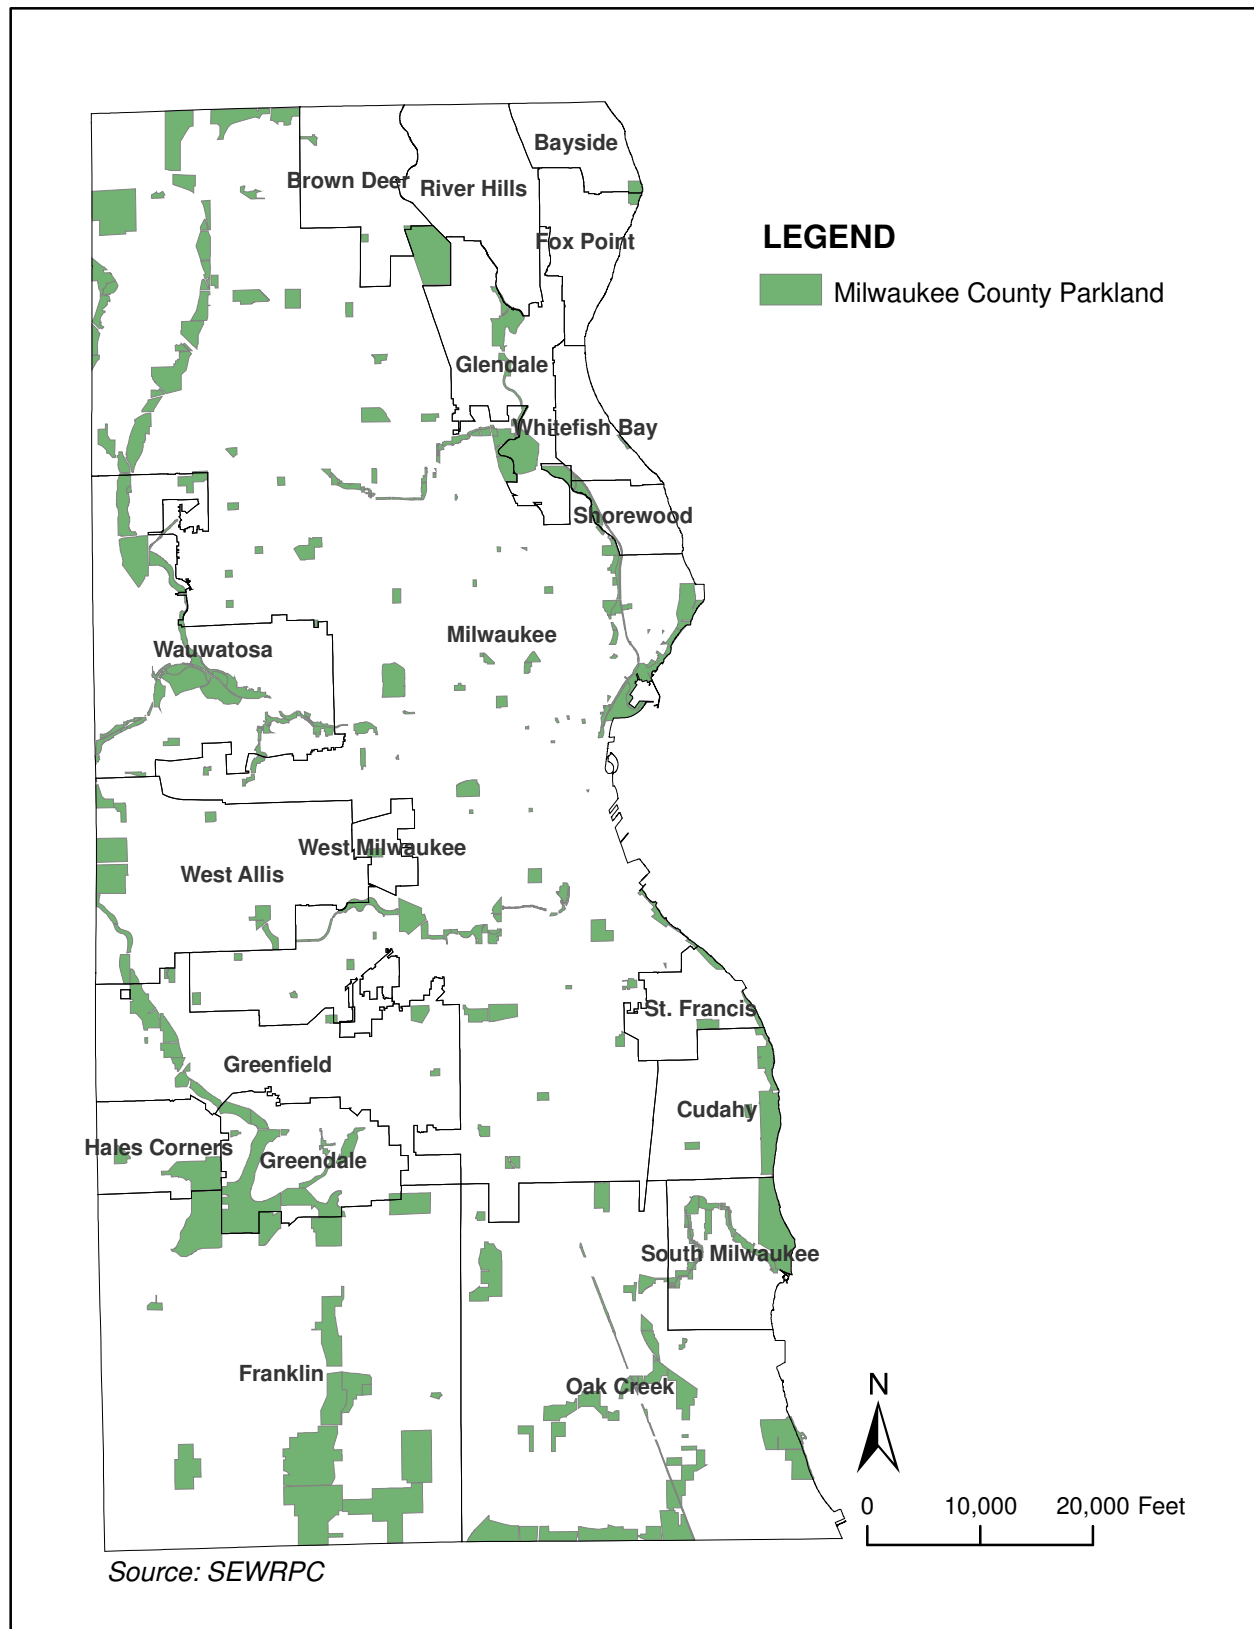 Bayside
Brown Deer
River Hills
Fox Point
LEGEND
Milwaukee County Parkland
Glendale
Whitefish Bay
Shorewood
Milwaukee
Wauwatosa
West Milwaukee
West Allis
St. Francis
Greenfield
Cudahy
Hales Corners
Greendale
South Milwaukee
Franklin
Oak Creek
N
0 10,000 20,000 Feet
Source: SEWRPC